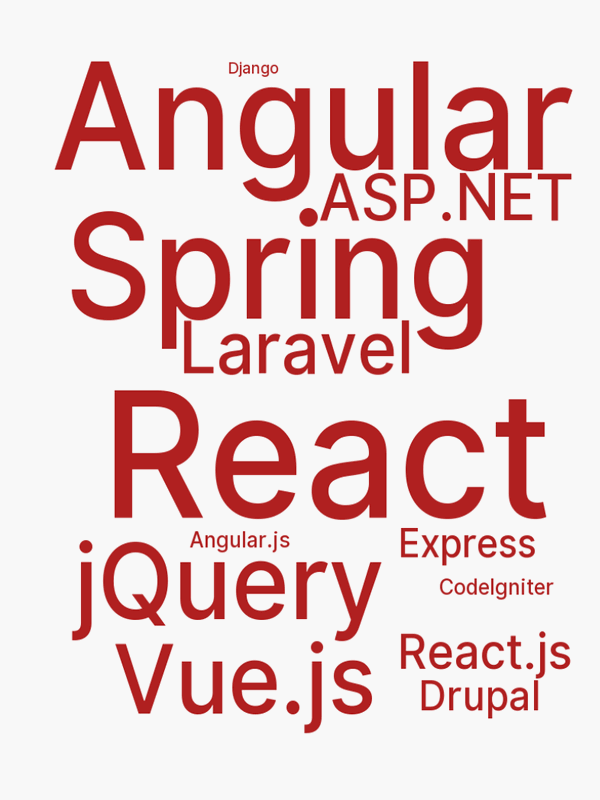 Django
Angular
ASP.NET
Spring
Laravel
React
Angular.js
Express
jQuery
CodeIgniter
React.js
Vue.js
Drupal